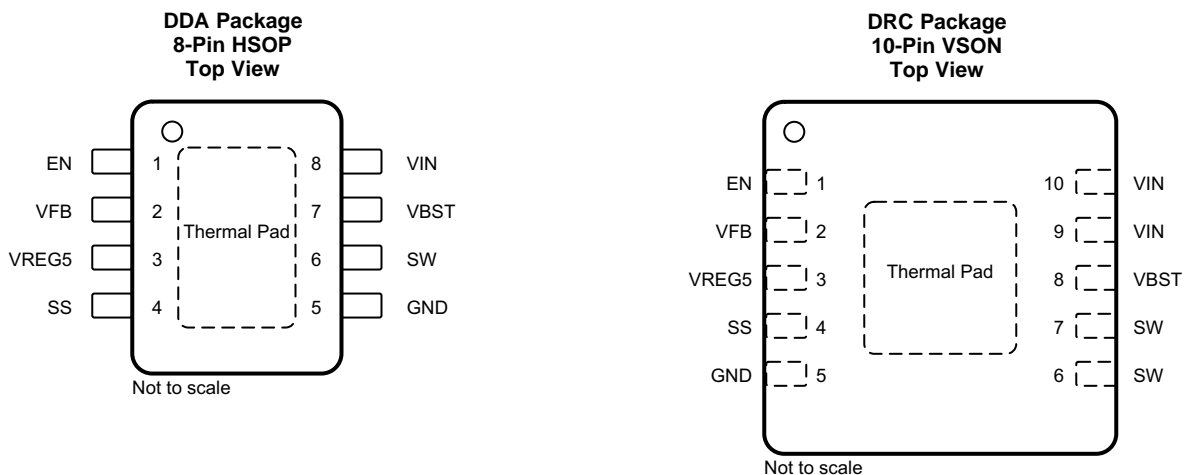 DDA Package
8-Pin HSOP
Top View
EN 1 8 VIN
VFB 2 7 VBST
Thermal Pad
VREG5 3 6 SW
SS 4 5 GND
Not to scale
DRC Package
10-Pin VSON
Top View
EN 1 10 VIN
VFB 2 9 VIN
VREG5 3 Thermal Pad 8 VBST
SS 4 7 SW
GND 5 6 SW
Not to scale